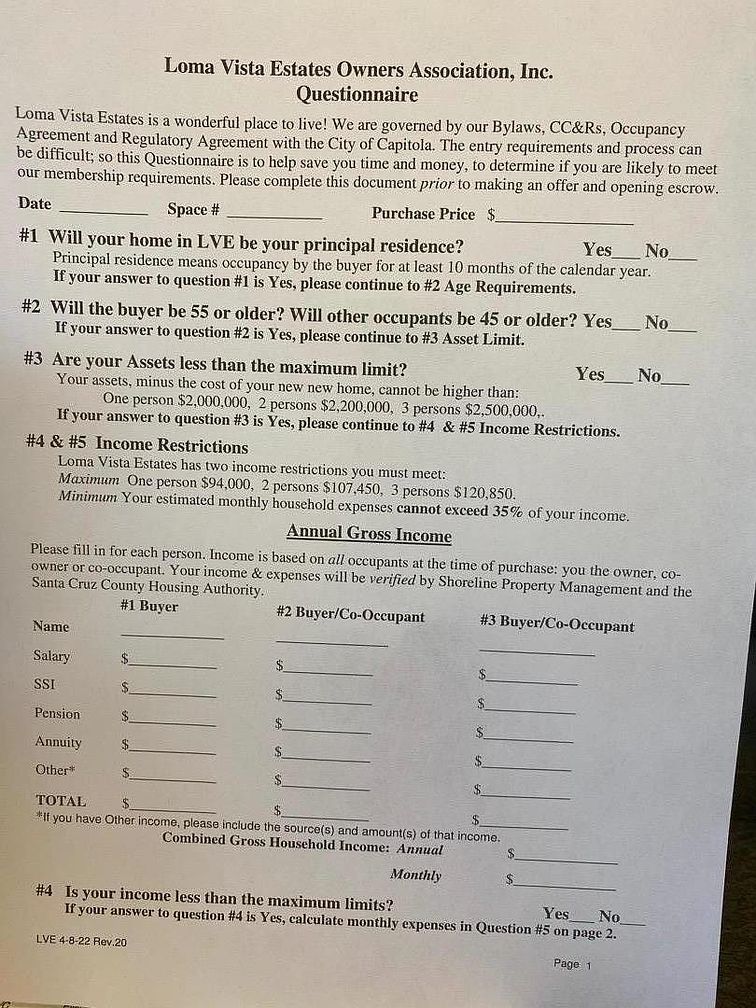 Loma Vista Estates Owners Association, Inc.
Questionnaire
Loma Vista Estates is a wonderful place to live! We are governed by our Bylaws, CC&Rs, Occupancy
Agreement and Regulatory Agreement with the City of Capitola. The entry requirements and process can
be difficult; so this Questionnaire is to help save you time and money, to determine if you are likely to meet
our membership requirements. Please complete this document prior to making an offer and opening escrow.
Date ________ Space # ________ Purchase Price $________
#1 Will your home in LVE be your principal residence? Yes___ No___
Principal residence means occupancy by the buyer for at least 10 months of the calendar year.
If your answer to question #1 is Yes, please continue to #2 Age Requirements.
#2 Will the buyer be 55 or older? Will other occupants be 45 or older? Yes___ No___
If your answer to question #2 is Yes, please continue to #3 Asset Limit.
#3 Are your Assets less than the maximum limit? Yes___ No___
Your assets, minus the cost of your new new home, cannot be higher than:
One person $2,000,000, 2 persons $2,200,000, 3 persons $2,500,000,.
If your answer to question #3 is Yes, please continue to #4 & #5 Income Restrictions.
#4 & #5 Income Restrictions
Loma Vista Estates has two income restrictions you must meet:
Maximum One person $94,000, 2 persons $107,450, 3 persons $120,850.
Minimum Your estimated monthly household expenses cannot exceed 35% of your income.
Annual Gross Income
Please fill in for each person. Income is based on all occupants at the time of purchase: you the owner, co-
owner or co-occupant. Your income & expenses will be verified by Shoreline Property Management and the
Santa Cruz County Housing Authority.
#1 Buyer #2 Buyer/Co-Occupant #3 Buyer/Co-Occupant
Name ________ ________ ________
Salary $________ $________ $________
SSI $________ $________ $________
Pension $________ $________ $________
Annuity $________ $________ $________
Other* $________ $________ $________
TOTAL $________ $________ $________
*If you have Other income, please include the source(s) and amount(s) of that income.
Combined Gross Household Income: Annual $________
Monthly $________
#4 Is your income less than the maximum limits? Yes___ No___
If your answer to question #4 is Yes, calculate monthly expenses in Question #5 on page 2.
LVE 4-8-22 Rev.20
Page 1